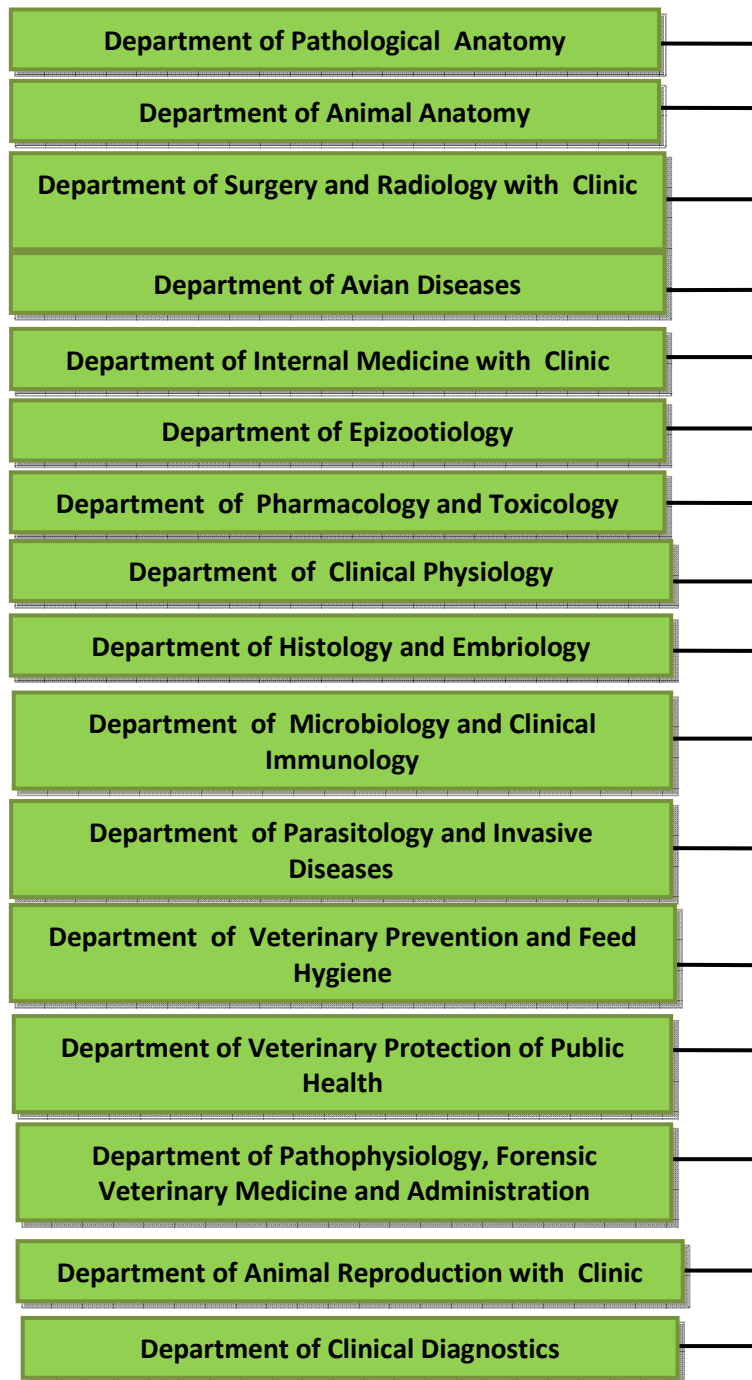 Department of Pathological Anatomy
Department of Animal Anatomy
Department of Surgery and Radiology with Clinic
Department of Avian Diseases
Department of Internal Medicine with Clinic
Department of Epizootiology
Department of Pharmacology and Toxicology
Department of Clinical Physiology
Department of Histology and Embriology
Department of Microbiology and Clinical
Immunology
Department of Parasitology and Invasive
Diseases
Department of Veterinary Prevention and Feed
Hygiene
Department of Veterinary Protection of Public
Health
Department of Pathophysiology, Forensic
Veterinary Medicine and Administration
Department of Animal Reproduction with Clinic
Department of Clinical Diagnostics